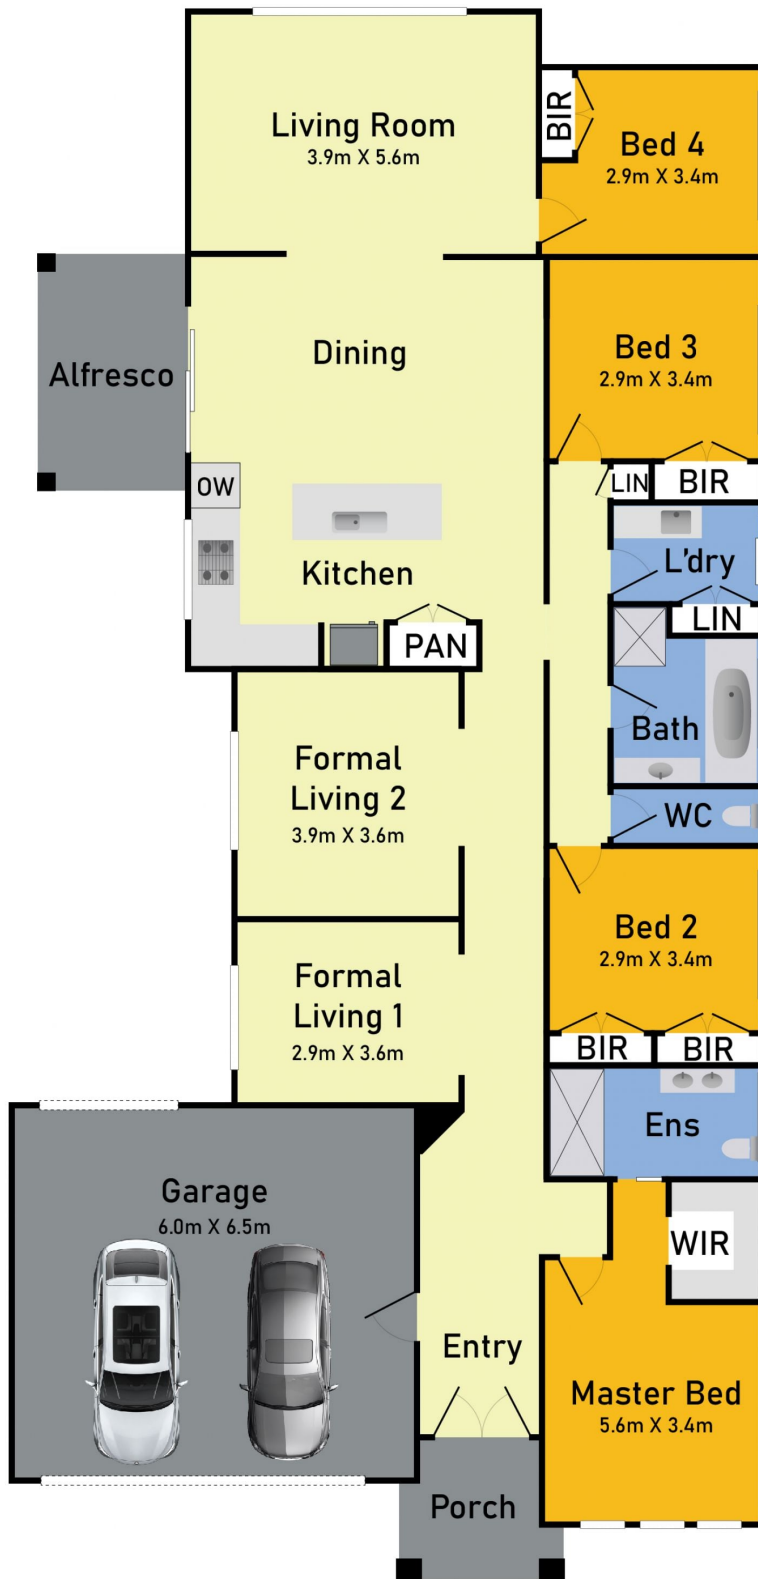 Living Room
3.9m X 5.6m
BIR
Bed 4
2.9m X 3.4m
Alfresco
Dining
Bed 3
2.9m X 3.4m
OW
LIN
BIR
Kitchen
L'dry
PAN
LIN
Bath
Formal
Living 2
3.9m X 3.6m
WC
Bed 2
2.9m X 3.4m
Formal
Living 1
2.9m X 3.6m
BIR
BIR
Ens
Garage
6.0m X 6.5m
WIR
Entry
Master Bed
5.6m X 3.4m
Porch